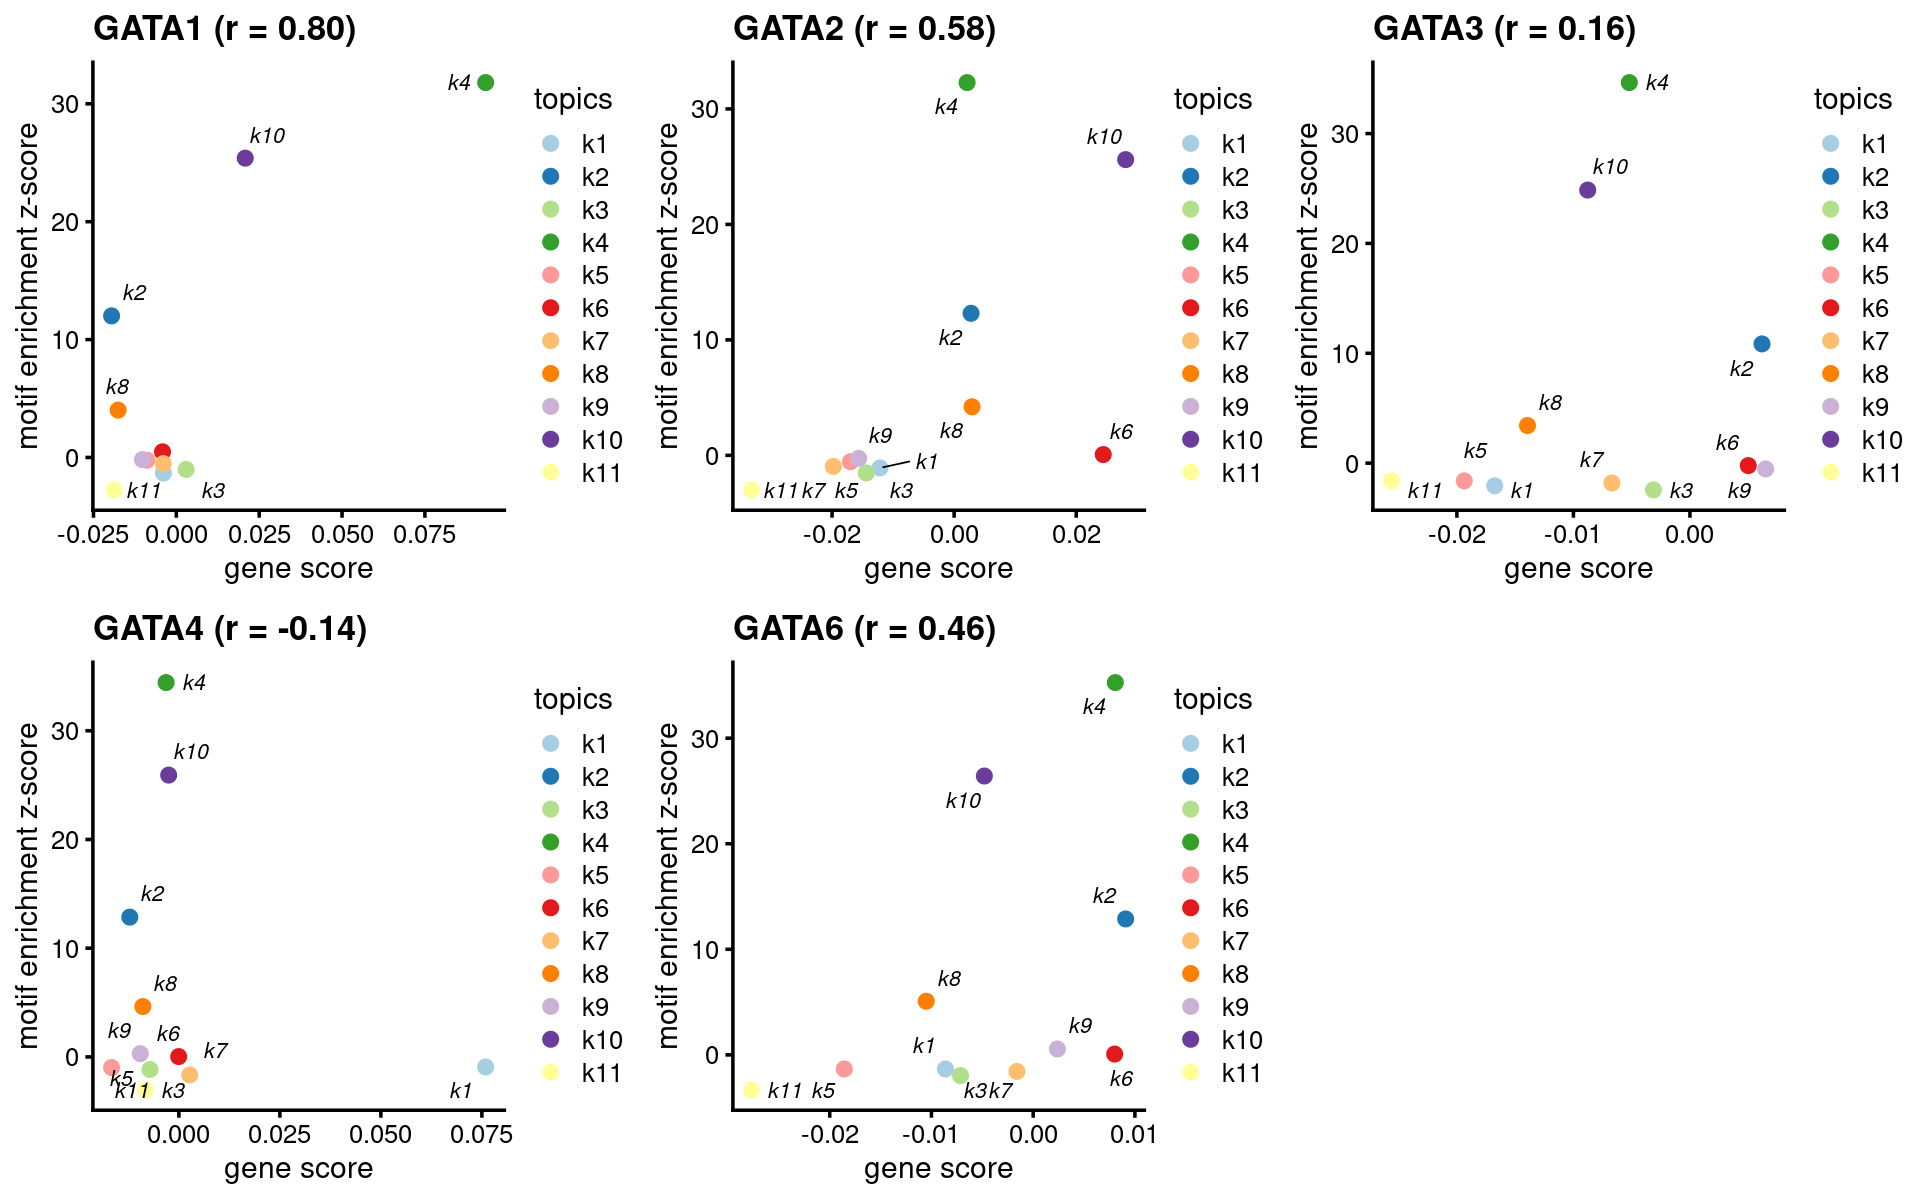 GATA1 (r = 0.80)
motif enrichment z-score
30
20
10
0
k4
k10
k2
k8
k11
k3
-0.025 0.000 0.025 0.050 0.075
gene score
topics
k1
k2
k3
k4
k5
k6
k7
k8
k9
k10
k11
GATA2 (r = 0.58)
motif enrichment z-score
30
20
10
0
k4
k10
k2
k8
k6
k9
k1
k11 k7 k5 k3
-0.02 0.00 0.02
gene score
topics
k1
k2
k3
k4
k5
k6
k7
k8
k9
k10
k11
GATA3 (r = 0.16)
motif enrichment z-score
30
20
10
0
k4
k10
k2
k8
k5
k6
k7
k11 k1 k3 k9
-0.02 -0.01 0.00
gene score
topics
k1
k2
k3
k4
k5
k6
k7
k8
k9
k10
k11
GATA4 (r = -0.14)
motif enrichment z-score
30
20
10
0
k4
k10
k2
k8
k9 k6
k7
k5
k11 k3 k1
0.000 0.025 0.050 0.075
gene score
topics
k1
k2
k3
k4
k5
k6
k7
k8
k9
k10
k11
GATA6 (r = 0.46)
motif enrichment z-score
30
20
10
0
k4
k10
k2
k8
k9
k1
k6
k11 k5 k3 k7
-0.02 -0.01 0.00 0.01
gene score
topics
k1
k2
k3
k4
k5
k6
k7
k8
k9
k10
k11